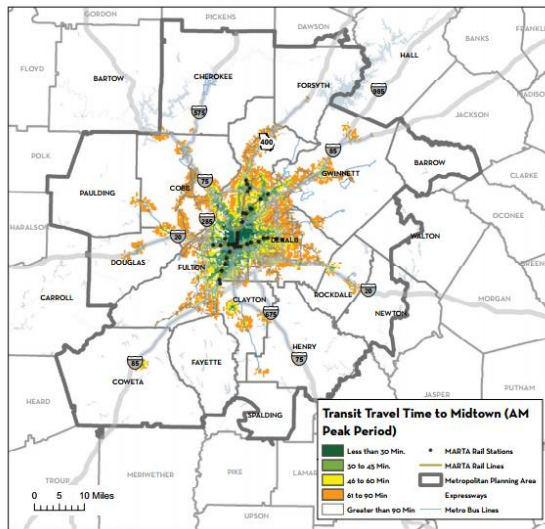 GORDON
PICKENS
DAWSON
HALL
BANKS
FRANKLIN
FLOYD
BARTOW
CHEROKEE
FORSYTH
985
MADISON
575
JACKSON
400
POLK
75
85
BARROW
CLARKE
GWINNETT
PAULDING
COBB
285
OCONEE
HARALSON
20
DEKALB
WALTON
DOUGLAS
FULTON
GREENE
CARROLL
CLAYTON
ROCKDALE
20
MORGAN
675
NEWTON
HENRY
85
75
FAYETTE
COWETA
HEARD
JASPER
PUTNAM
SPALDING
TROUP
MERIWETHER
PIKE
LAMAR
UPSON
Transit Travel Time to Midtown (AM
Peak Period)
Less than 30 Min.
30 to 45 Min.
46 to 60 Min
61 to 90 Min
Greater than 90 Min
MARTA Rail Stations
MARTA Rail Lines
Metropolitan Planning Area
Expressways
Metro Bus Lines
0 5 10 Miles